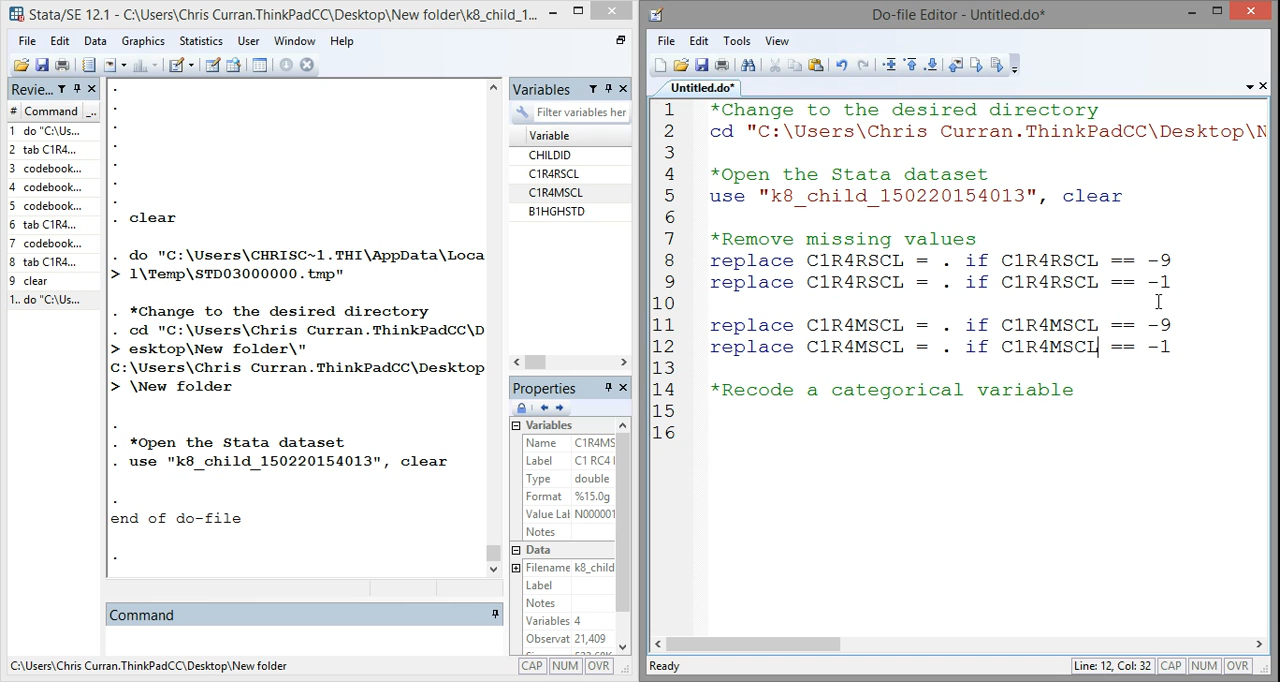 Stata/SE 12.1 - C:\Users\Chris Curran.ThinkPadCC\Desktop\New folder\k8_child_1...
File Edit Data Graphics Statistics User Window Help
Revie...
# Command ...
1 do "C:\Us...
2 tab C1R4...
3 codebook...
4 codebook...
5 codebook...
6 tab C1R4...
7 codebook...
8 tab C1R4...
9 clear
1.. do "C:\Us...
.
.
.
.
.
.
. clear
. do "C:\Users\CHRISC~1.THI\AppData\Loca
> l\Temp\STD03000000.tmp"
. *Change to the desired directory
. cd "C:\Users\Chris Curran.ThinkPadCC\D
> esktop\New folder\"
C:\Users\Chris Curran.ThinkPadCC\Desktop
> \New folder
.
. *Open the Stata dataset
. use "k8_child_150220154013", clear
.
end of do-file
.
Command
Variables
Filter variables her
Variable
CHILDID
C1R4RSCL
C1R4MSCL
B1HGHSTD
Properties
Variables
Name C1R4MS
Label C1 RC4
Type double
Format %15.0g
Value Lal N000001
Notes
Data
Filename k8_child
Label
Notes
Variables 4
Observat 21,409
C:\Users\Chris Curran.ThinkPadCC\Desktop\New folder
CAP NUM OVR
Do-file Editor - Untitled.do*
File Edit Tools View
Untitled.do*
1 *Change to the desired directory
2 cd "C:\Users\Chris Curran.ThinkPadCC\Desktop\N
3
4 *Open the Stata dataset
5 use "k8_child_150220154013", clear
6
7 *Remove missing values
8 replace C1R4RSCL = . if C1R4RSCL == -9
9 replace C1R4RSCL = . if C1R4RSCL == -1
10
11 replace C1R4MSCL = . if C1R4MSCL == -9
12 replace C1R4MSCL = . if C1R4MSCL == -1
13
14 *Recode a categorical variable
15
16
Ready
Line: 12, Col: 32 CAP NUM OVR